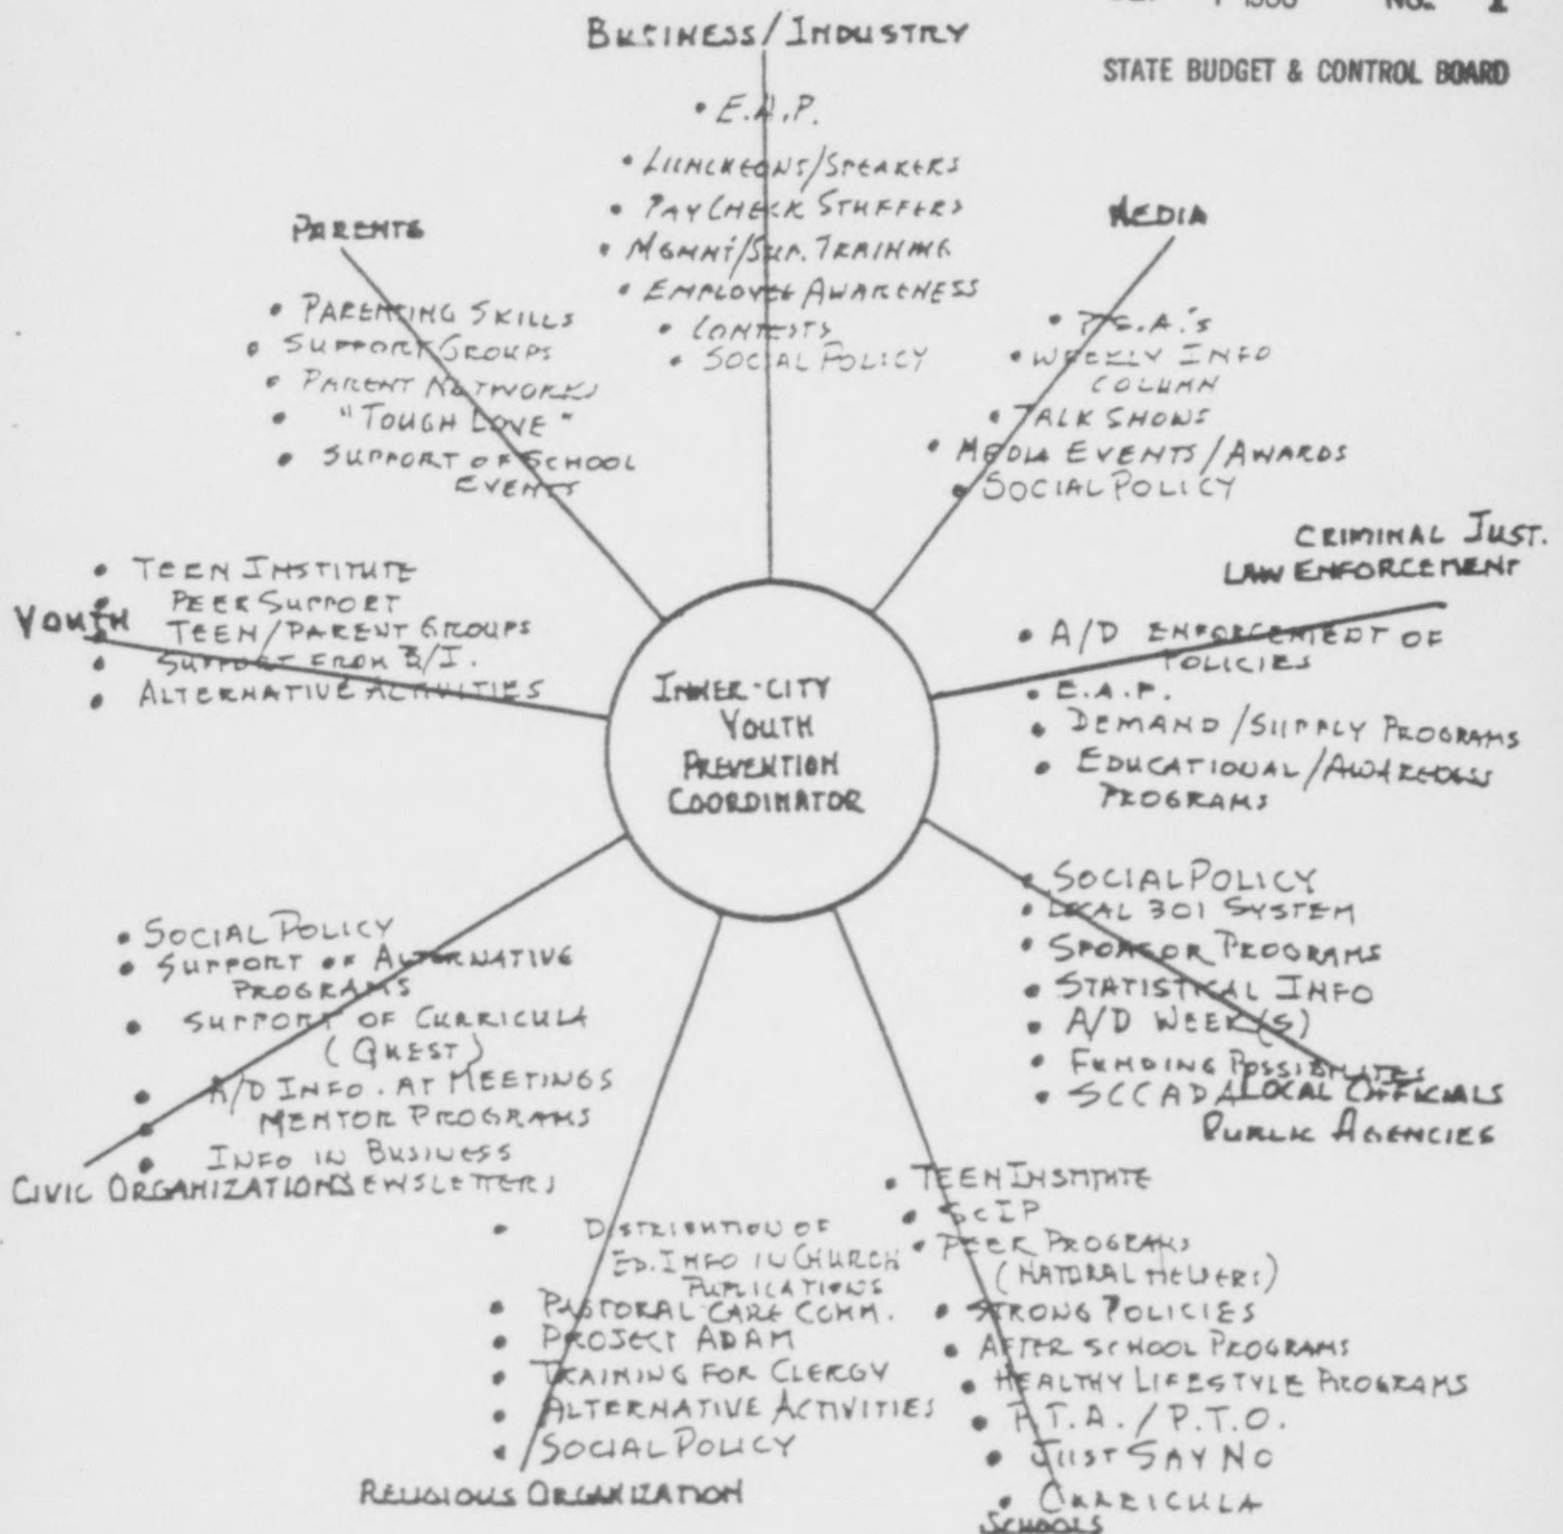 NO. 1
STATE BUDGET & CONTROL BOARD
BUSINESS/INDUSTRY
• E.A.P.
• LUNCHEONS/SPEAKERS
• PAYCHECK STUFFERS
• MGMNT/SUP. TRAINING
• EMPLOYEE AWARENESS
• CONTESTS
• SOCIAL POLICY
PARENTS
• PARENTING SKILLS
• SUPPORT GROUPS
• PARENT NETWORKS
• "TOUGH LOVE"
• SUPPORT OF SCHOOL
EVENTS
MEDIA
• P.S.A.'s
• WEEKLY INFO
COLUMN
• TALK SHOWS
• MEDIA EVENTS/AWARDS
• SOCIAL POLICY
YOUTH
• TEEN INSTITUTE
• PEER SUPPORT
• TEEN/PARENT GROUPS
• SUPPORT FROM B/I.
• ALTERNATIVE ACTIVITIES
INNER-CITY
YOUTH
PREVENTION
COORDINATOR
CRIMINAL JUST.
LAW ENFORCEMENT
• A/D ENFORCEMENT OF
POLICIES
• E.A.P.
• DEMAND/SUPPLY PROGRAMS
• EDUCATIONAL/AWARENESS
PROGRAMS
• SOCIAL POLICY
• LOCAL 301 SYSTEM
• SPONSOR PROGRAMS
• STATISTICAL INFO
• A/D WEEK(S)
• FUNDING POSSIBILITES
• SCCADA
LOCAL OFFICIALS
PUBLIC AGENCIES
• SOCIAL POLICY
• SUPPORT OF ALTERNATIVE
PROGRAMS
• SUPPORT OF CURRICULA
(QUEST)
• A/D INFO. AT MEETINGS
• MENTOR PROGRAMS
• INFO IN BUSINESS
NEWSLETTERS
CIVIC ORGANIZATIONS
• DISTRIBUTION OF
ED. INFO IN CHURCH
PUBLICATIONS
• PASTORAL CARE COMM.
• PROJECT ADAM
• TRAINING FOR CLERGY
• ALTERNATIVE ACTIVITIES
• SOCIAL POLICY
RELIGIOUS ORGANIZATION
• TEEN INSTITUTE
• SCIP
• PEER PROGRAMS
(NATURAL HELPERS)
• STRONG POLICIES
• AFTER SCHOOL PROGRAMS
• HEALTHY LIFESTYLE PROGRAMS
• P.T.A./P.T.O.
• JUST SAY NO
• CURRICULA
SCHOOLS